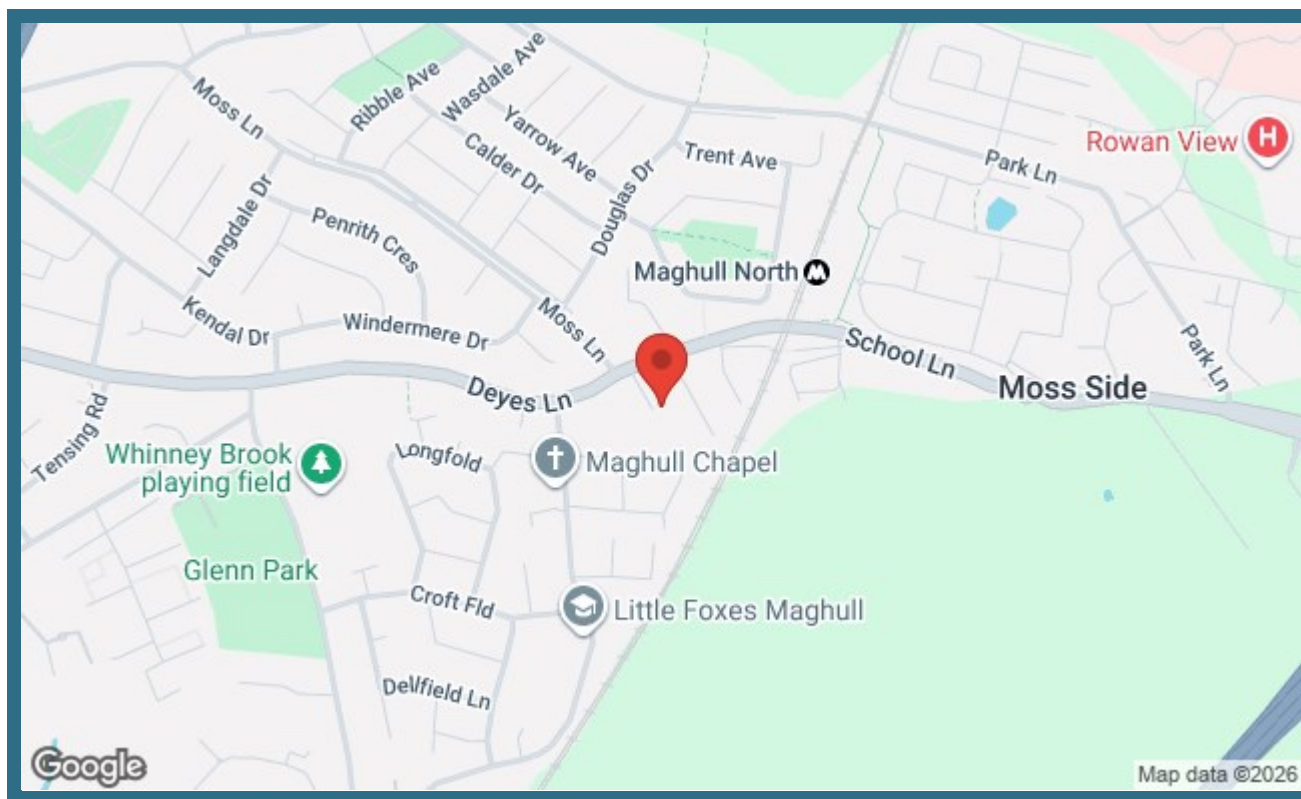 Moss Ln
Ribble Ave
Wasdale Ave
Yarrow Ave
Calder Dr
Douglas Dr
Trent Ave
Park Ln
Rowan View
H
Langdale Dr
Penrith Cres
Maghull North
Kendal Dr
Windermere Dr
Moss Ln
School Ln
Park Ln
Moss Side
Deyes Ln
Tensing Rd
Whinney Brook
playing field
Longfold
Maghull Chapel
Glenn Park
Croft Fld
Little Foxes Maghull
Dellfield Ln
Google
Map data ©2026